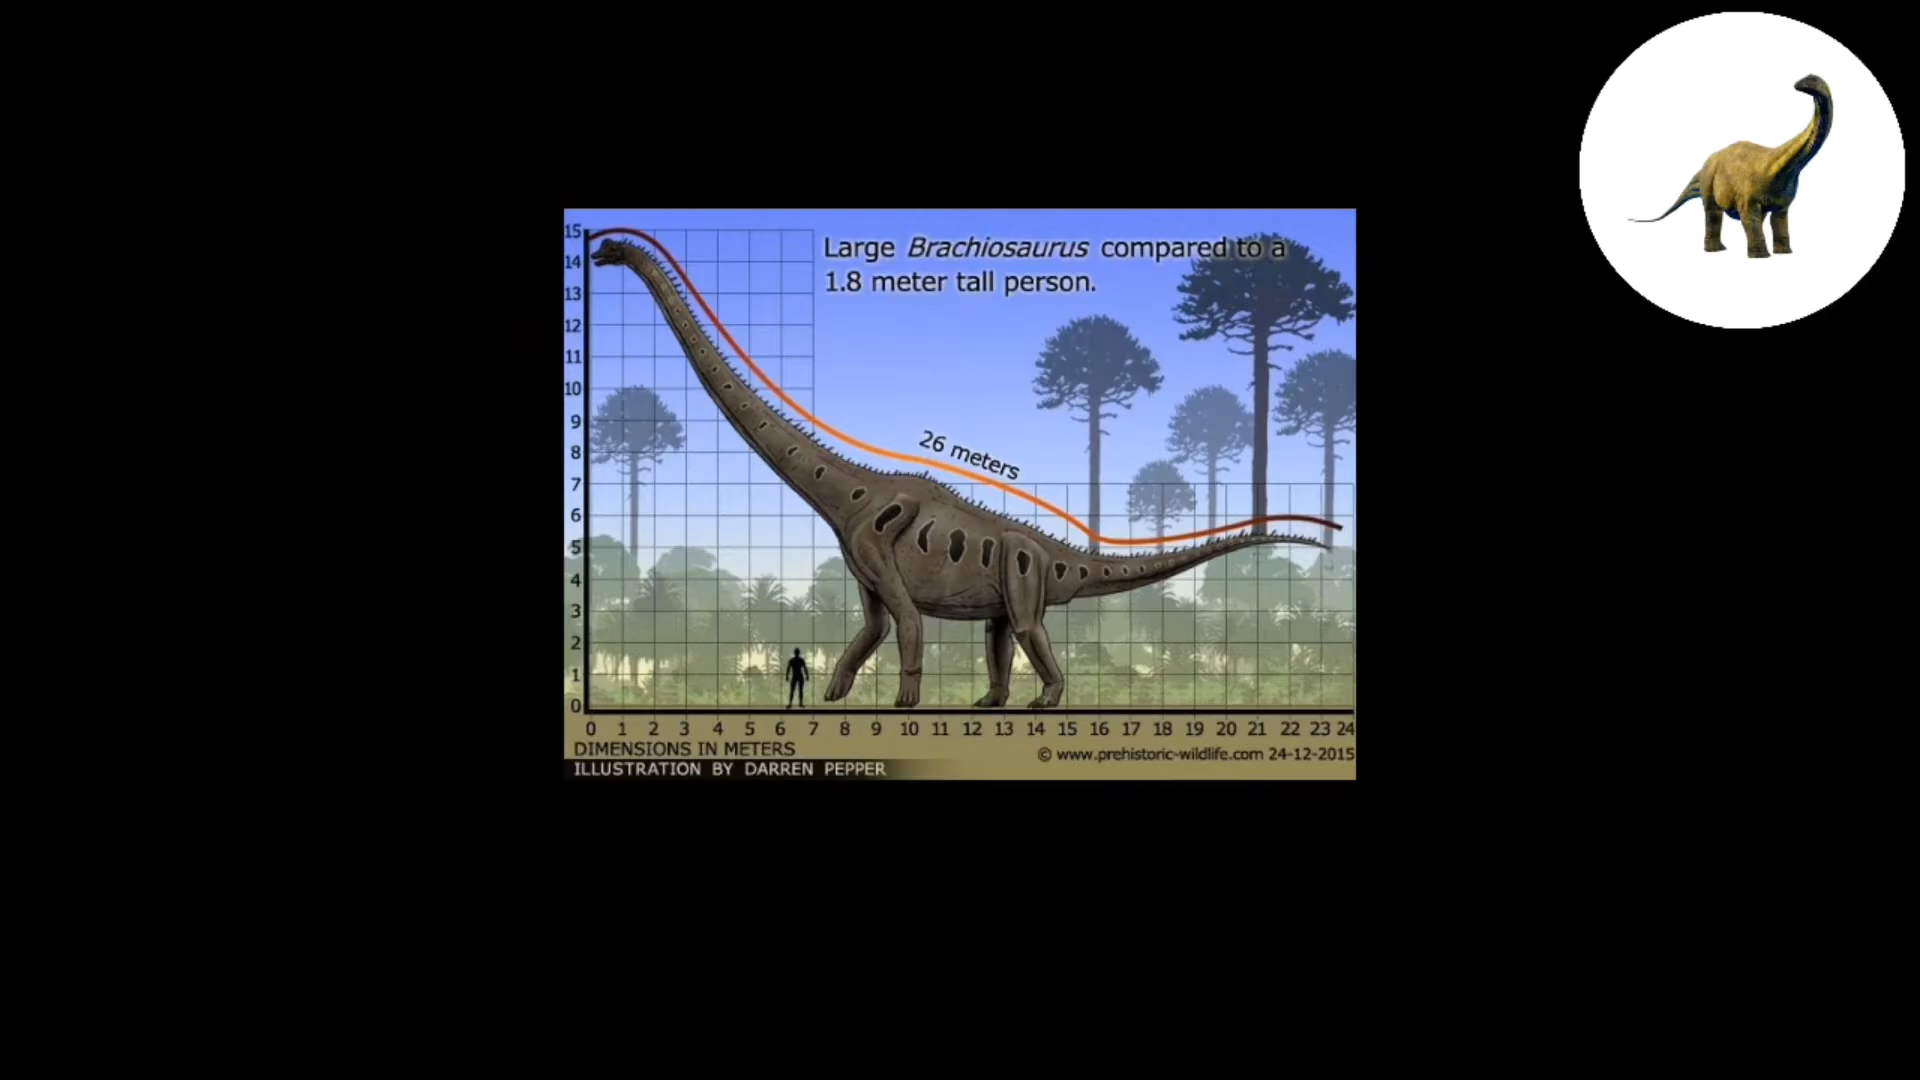 Large Brachiosaurus compared to a
1.8 meter tall person.
26 meters
15
14
13
12
11
10
9
8
7
6
5
4
3
2
1
0
0 1 2 3 4 5 6 7 8 9 10 11 12 13 14 15 16 17 18 19 20 21 22 23 24
DIMENSIONS IN METERS
© www.prehistoric-wildlife.com 24-12-2015
ILLUSTRATION BY DARREN PEPPER